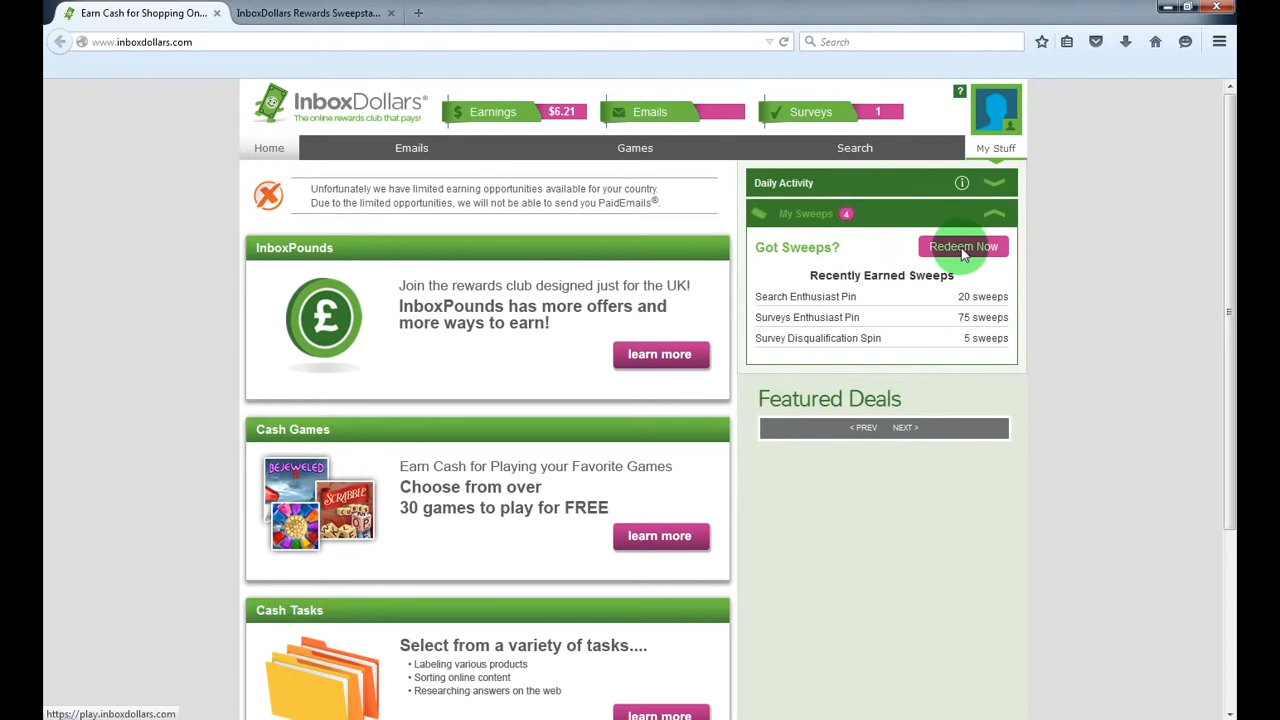 Earn Cash for Shopping On...
InboxDollars Rewards Sweepsta...
www.inboxdollars.com
Search
InboxDollars®
The online rewards club that pays!
Earnings $6.21
Emails
Surveys 1
?
Home
Emails
Games
Search
My Stuff
Unfortunately we have limited earning opportunities available for your country.
Due to the limited opportunities, we will not be able to send you PaidEmails®.
InboxPounds
£
Join the rewards club designed just for the UK!
InboxPounds has more offers and
more ways to earn!
learn more
Cash Games
BEJEWELED
SCRABBLE
Earn Cash for Playing your Favorite Games
Choose from over
30 games to play for FREE
learn more
Cash Tasks
Select from a variety of tasks....
• Labeling various products
• Sorting online content
• Researching answers on the web
learn more
Daily Activity
My Sweeps 4
Got Sweeps?
Redeem Now
Recently Earned Sweeps
Search Enthusiast Pin 20 sweeps
Surveys Enthusiast Pin 75 sweeps
Survey Disqualification Spin 5 sweeps
Featured Deals
< PREV NEXT >
https://play.inboxdollars.com